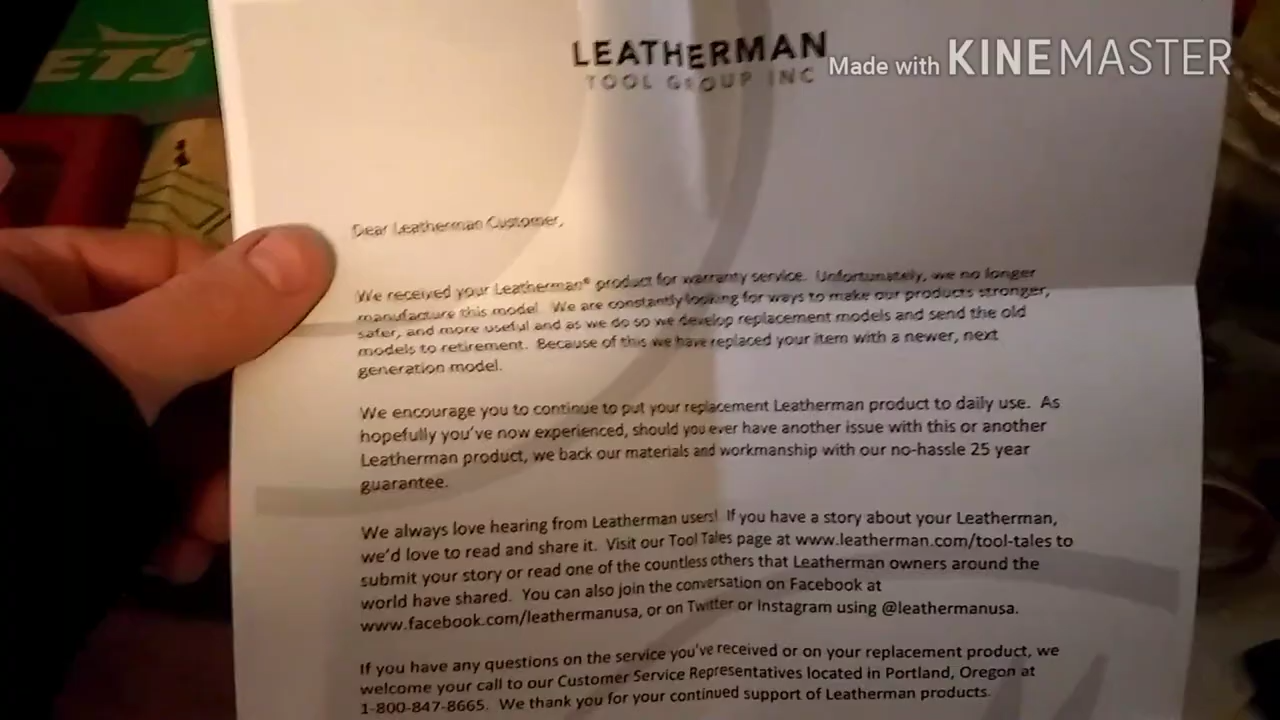 ETS
LEATHERMAN
TOOL GROUP INC
Made with KINEMASTER
Dear Leatherman Customer,
We received your Leatherman® product for warranty service. Unfortunately, we no longer
manufacture this model. We are constantly looking for ways to make our products stronger,
safer, and more useful and as we do so we develop replacement models and send the old
models to retirement. Because of this we have replaced your item with a newer, next
generation model.
We encourage you to continue to put your replacement Leatherman product to daily use. As
hopefully you've now experienced, should you ever have another issue with this or another
Leatherman product, we back our materials and workmanship with our no-hassle 25 year
guarantee.
We always love hearing from Leatherman users! If you have a story about your Leatherman,
we'd love to read and share it. Visit our Tool Tales page at www.leatherman.com/tool-tales to
submit your story or read one of the countless others that Leatherman owners around the
world have shared. You can also join the conversation on Facebook at
www.facebook.com/leathermanusa, or on Twitter or Instagram using @leathermanusa.
If you have any questions on the service you've received or on your replacement product, we
welcome your call to our Customer Service Representatives located in Portland, Oregon at
1-800-847-8665. We thank you for your continued support of Leatherman products.